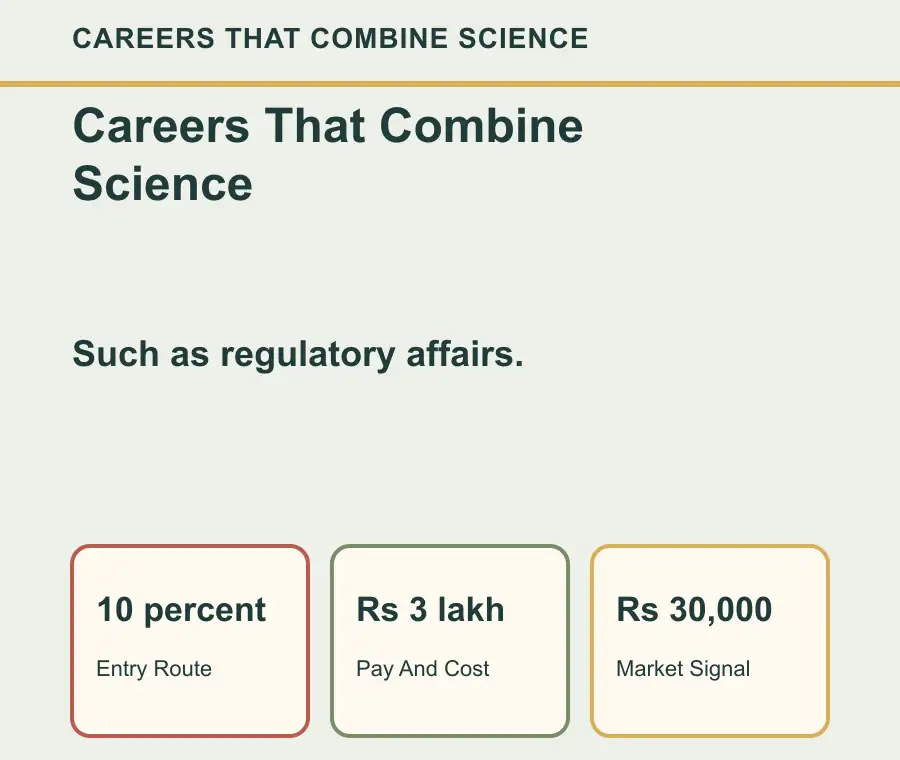 CAREERS THAT COMBINE SCIENCE
Careers That Combine
Science
Such as regulatory affairs.
10 percent
Entry Route
Rs 3 lakh
Pay And Cost
Rs 30,000
Market Signal